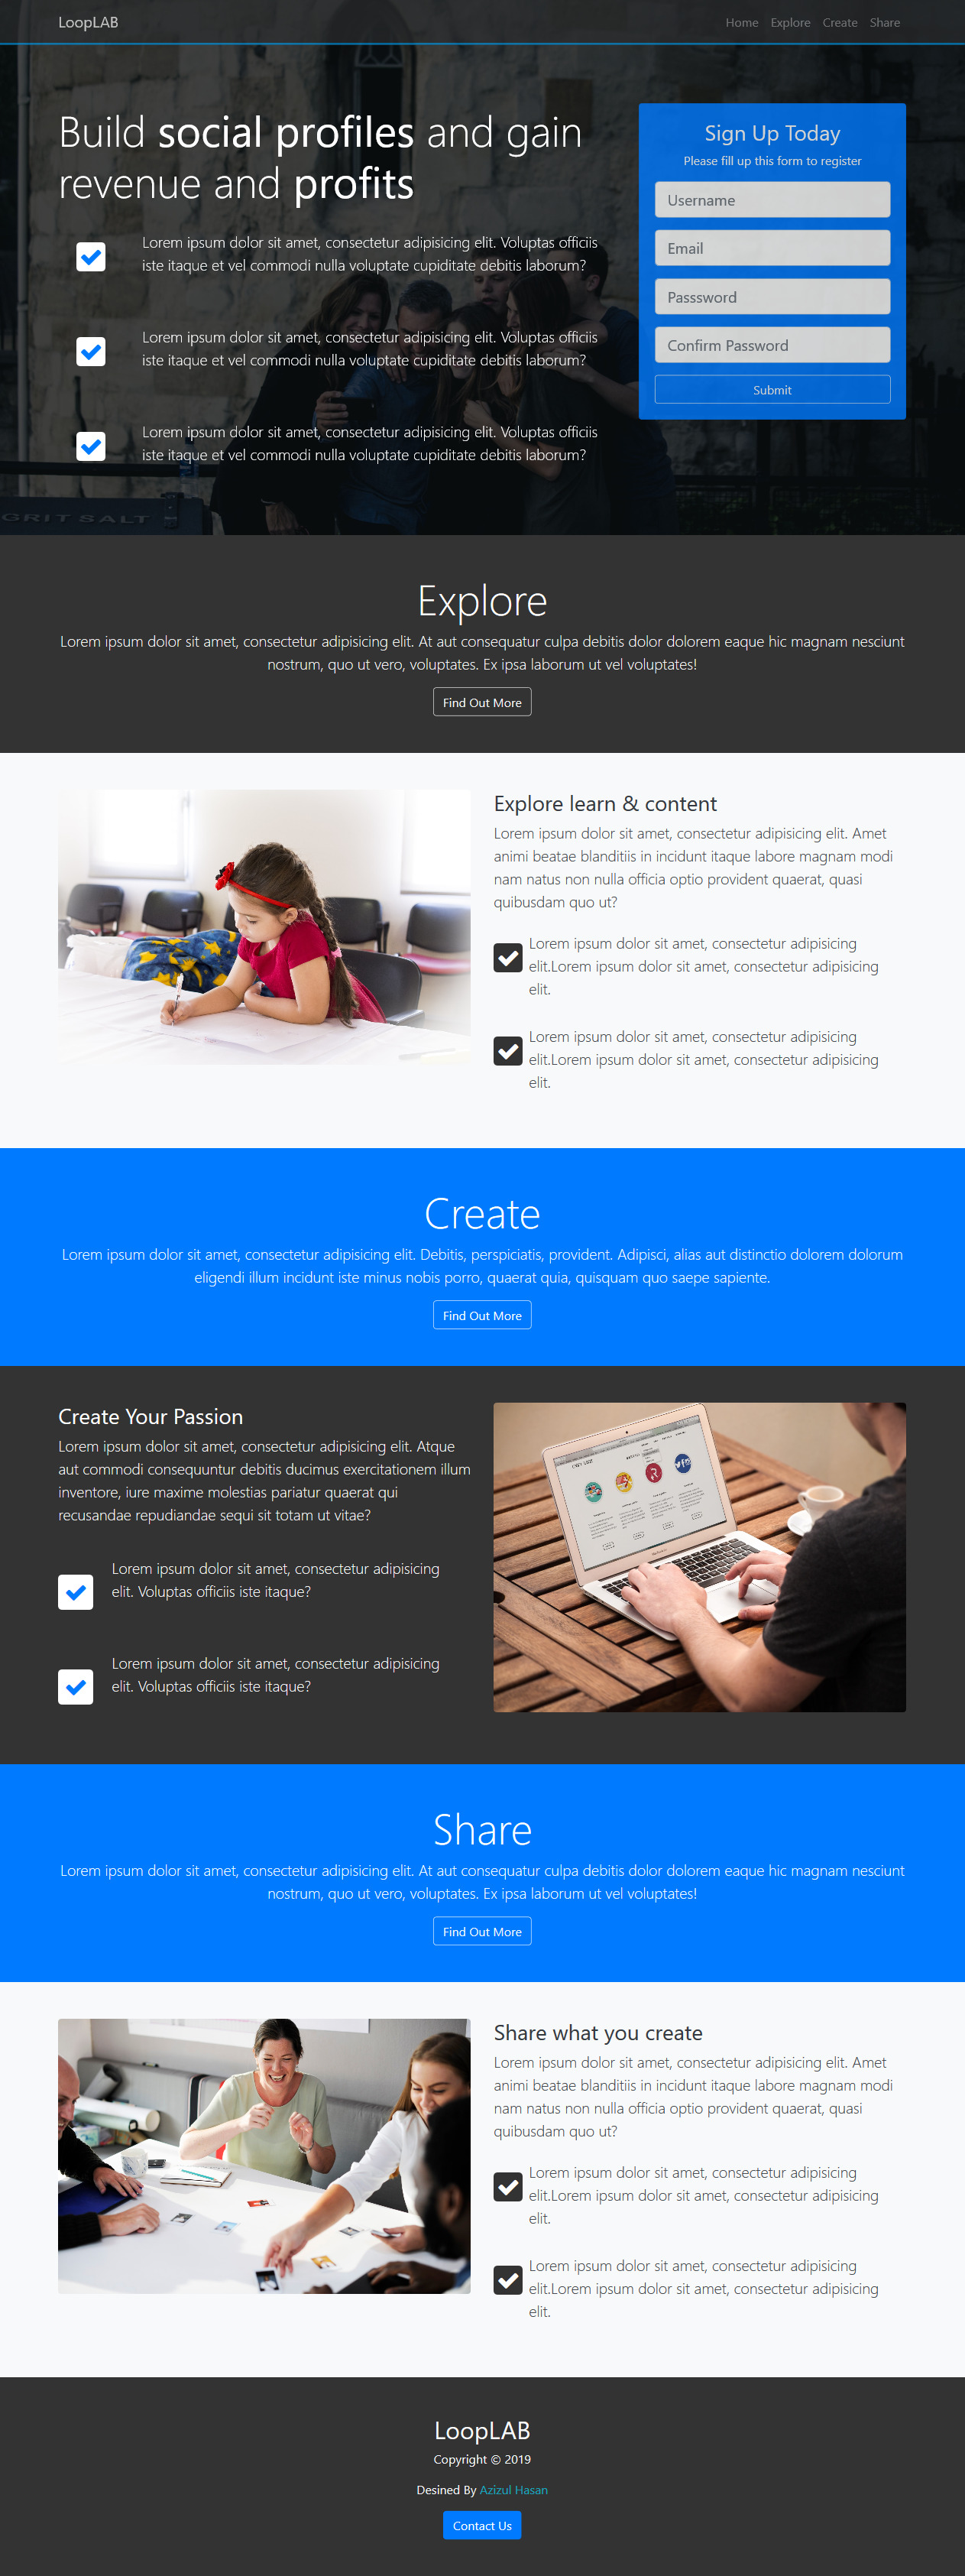 LoopLAB
Home Explore Create Share
Build social profiles and gain
revenue and profits
Lorem ipsum dolor sit amet, consectetur adipisicing elit. Voluptas officiis
iste itaque et vel commodi nulla voluptate cupiditate debitis laborum?
Lorem ipsum dolor sit amet, consectetur adipisicing elit. Voluptas officiis
iste itaque et vel commodi nulla voluptate cupiditate debitis laborum?
Lorem ipsum dolor sit amet, consectetur adipisicing elit. Voluptas officiis
iste itaque et vel commodi nulla voluptate cupiditate debitis laborum?
GRIT SALT
Sign Up Today
Please fill up this form to register
Username
Email
Passsword
Confirm Password
Submit
Explore
Lorem ipsum dolor sit amet, consectetur adipisicing elit. At aut consequatur culpa debitis dolor dolorem eaque hic magnam nesciunt
nostrum, quo ut vero, voluptates. Ex ipsa laborum ut vel voluptates!
Find Out More
Explore learn & content
Lorem ipsum dolor sit amet, consectetur adipisicing elit. Amet
animi beatae blanditiis in incidunt itaque labore magnam modi
nam natus non nulla officia optio provident quaerat, quasi
quibusdam quo ut?
Lorem ipsum dolor sit amet, consectetur adipisicing
elit.Lorem ipsum dolor sit amet, consectetur adipisicing
elit.
Lorem ipsum dolor sit amet, consectetur adipisicing
elit.Lorem ipsum dolor sit amet, consectetur adipisicing
elit.
Create
Lorem ipsum dolor sit amet, consectetur adipisicing elit. Debitis, perspiciatis, provident. Adipisci, alias aut distinctio dolorem dolorum
eligendi illum incidunt iste minus nobis porro, quaerat quia, quisquam quo saepe sapiente.
Find Out More
Create Your Passion
Lorem ipsum dolor sit amet, consectetur adipisicing elit. Atque
aut commodi consequuntur debitis ducimus exercitationem illum
inventore, iure maxime molestias pariatur quaerat qui
recusandae repudiandae sequi sit totam ut vitae?
Lorem ipsum dolor sit amet, consectetur adipisicing
elit. Voluptas officiis iste itaque?
Lorem ipsum dolor sit amet, consectetur adipisicing
elit. Voluptas officiis iste itaque?
Share
Lorem ipsum dolor sit amet, consectetur adipisicing elit. At aut consequatur culpa debitis dolor dolorem eaque hic magnam nesciunt
nostrum, quo ut vero, voluptates. Ex ipsa laborum ut vel voluptates!
Find Out More
Share what you create
Lorem ipsum dolor sit amet, consectetur adipisicing elit. Amet
animi beatae blanditiis in incidunt itaque labore magnam modi
nam natus non nulla officia optio provident quaerat, quasi
quibusdam quo ut?
Lorem ipsum dolor sit amet, consectetur adipisicing
elit.Lorem ipsum dolor sit amet, consectetur adipisicing
elit.
Lorem ipsum dolor sit amet, consectetur adipisicing
elit.Lorem ipsum dolor sit amet, consectetur adipisicing
elit.
LoopLAB
Copyright © 2019
Desined By Azizul Hasan
Contact Us